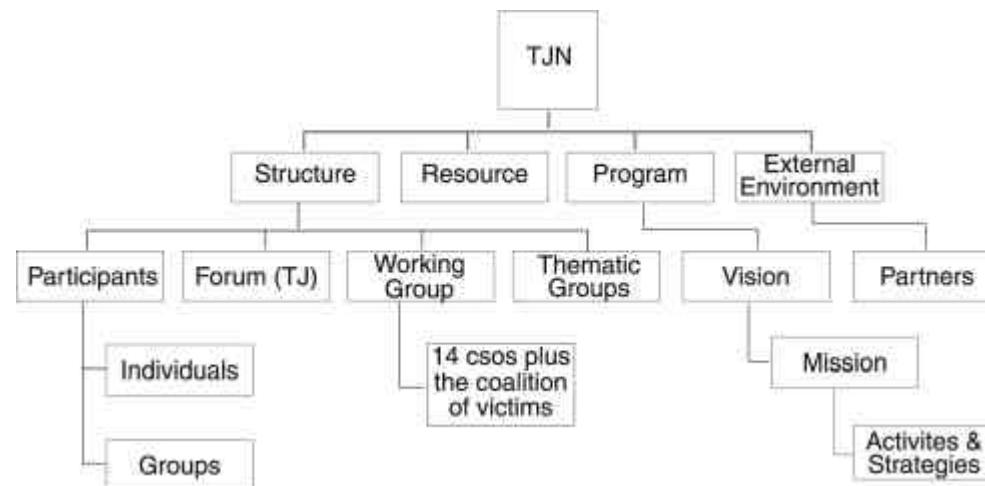 TJN
Structure
Resource
Program
External
Environment
Participants
Forum (TJ)
Working
Group
Thematic
Groups
Vision
Partners
Individuals
14 csos plus
the coalition
of victims
Mission
Groups
Activites &
Strategies